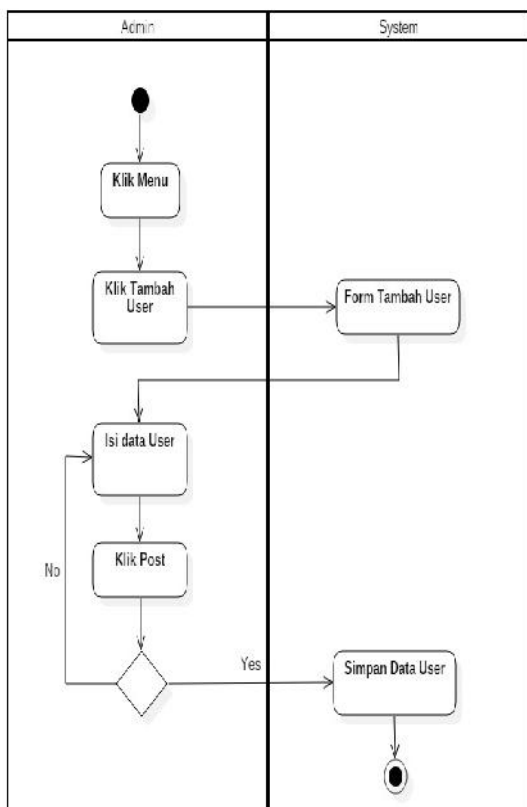 Admin
System
Klik Menu
Klik Tambah
User
Form Tambah User
Isi data User
Klik Post
No
Yes
Simpan Data User